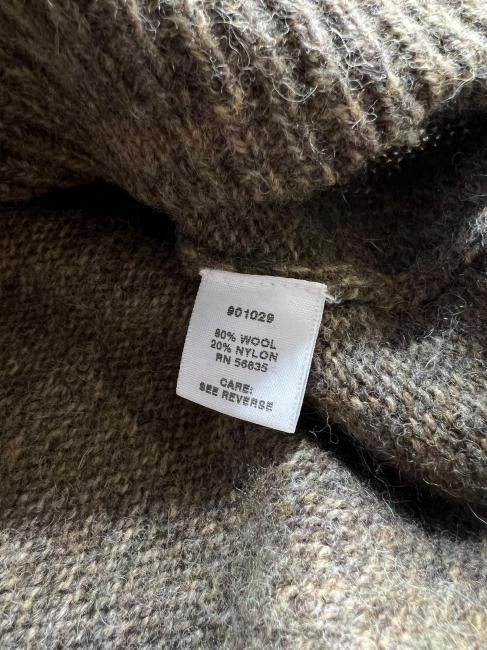 901029
80% WOOL
20% NYLON
RN 56835
CARE:
SEE REVERSE